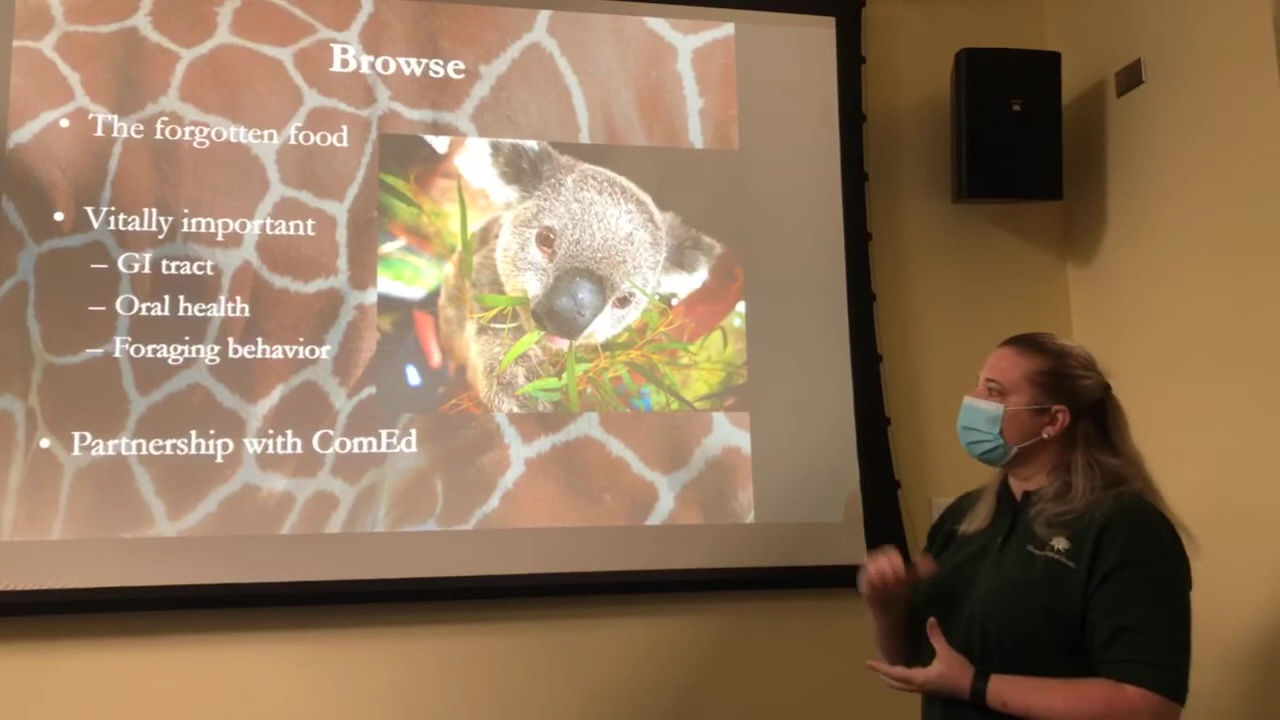 Browse
• The forgotten food
• Vitally important
– GI tract
– Oral health
– Foraging behavior
• Partnership with ComEd